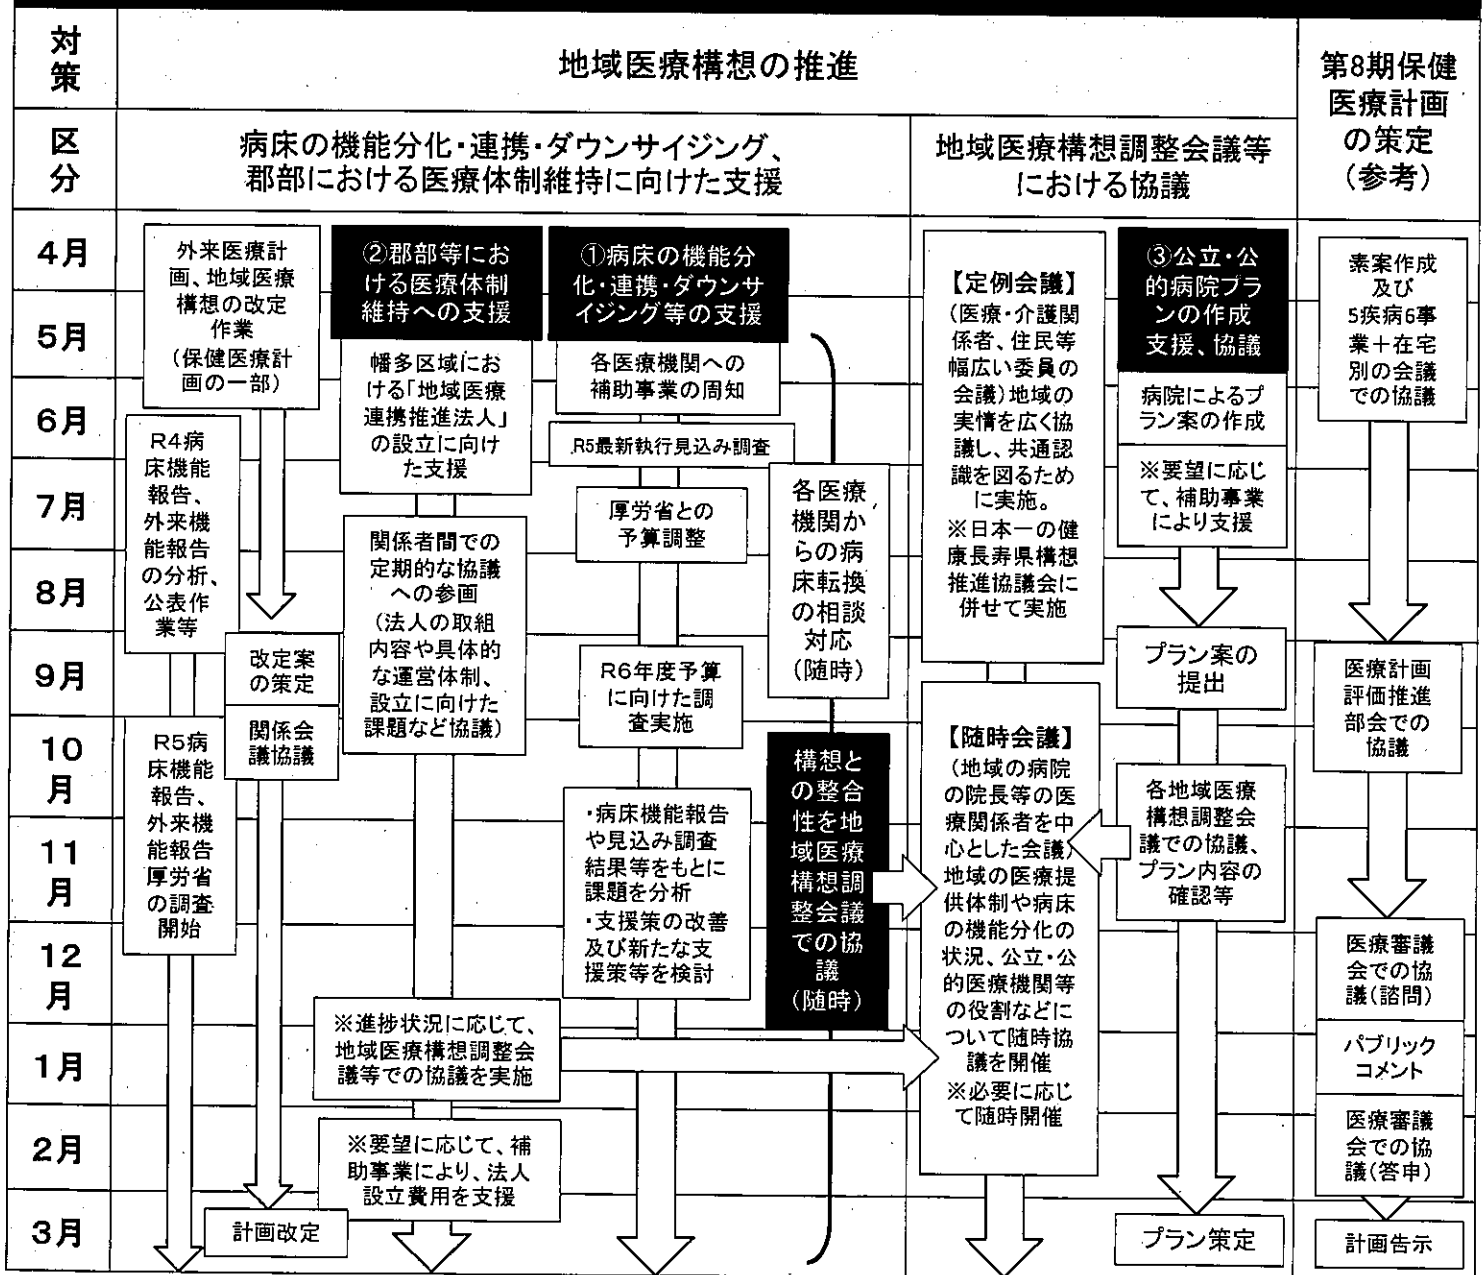 対
策
地域医療構想の推進
第8期保健
医療計画
の策定
(参考)
区
分
病床の機能分化・連携・ダウンサイジング、
郡部における医療体制維持に向けた支援
地域医療構想調整会議等
における協議
4月
5月
6月
7月
8月
9月
10
月
11
月
12
月
1月
2月
3月
外来医療計
画、地域医療
構想の改定
作業
(保健医療計
画の一部)
R4病
床機能
報告、
外来機
能報告
の分析、
公表作
業等
改定案
の策定
関係会
議協議
R5病
床機能
報告、
外来機
能報告
厚労省
の調査
開始
計画改定
②郡部等にお
ける医療体制
維持への支援
幡多区域にお
ける「地域医療
連携推進法人」
の設立に向け
た支援
関係者間での
定期的な協議
への参画
(法人の取組
内容や具体的
な運営体制、
設立に向けた
課題など協議)
※進捗状況に応じて、
地域医療構想調整会
議等での協議を実施
※要望に応じて、補
助事業により、法人
設立費用を支援
①病床の機能分
化・連携・ダウンサ
イジング等の支援
各医療機関への
補助事業の周知
R5最新執行見込み調査
厚労省との
予算調整
R6年度予算
に向けた調
査実施
・病床機能報告
や見込み調査
結果等をもとに
課題を分析
・支援策の改善
及び新たな支
援策等を検討
各医療
機関か
らの病
床転換
の相談
対応
(随時)
構想と
の整合
性を地
域医療
構想調
整会議
での協
議
(随時)
【定例会議】
(医療・介護関
係者、住民等
幅広い委員の
会議)地域の
実情を広く協
議し、共通認
識を図るため
に実施。
※日本一の健
康長寿県構想
推進協議会に
併せて実施
【随時会議】
(地域の病院
の院長等の医
療関係者を中
心とした会議)
地域の医療提
供体制や病床
の機能分化の
状況、公立・公
的医療機関等
の役割などに
ついて随時協
議を開催
※必要に応じ
て随時開催
③公立・公
的病院プラ
ンの作成
支援、協議
病院によるプ
ラン案の作成
※要望に応じ
て、補助事業
により支援
プラン案の
提出
各地域医療
構想調整会
議での協議、
プラン内容の
確認等
プラン策定
素案作成
及び
5疾病6事
業+在宅
別の会議
での協議
医療計画
評価推進
部会での
協議
医療審議
会での協
議(諮問)
パブリック
コメント
医療審議
会での協
議(答申)
計画告示